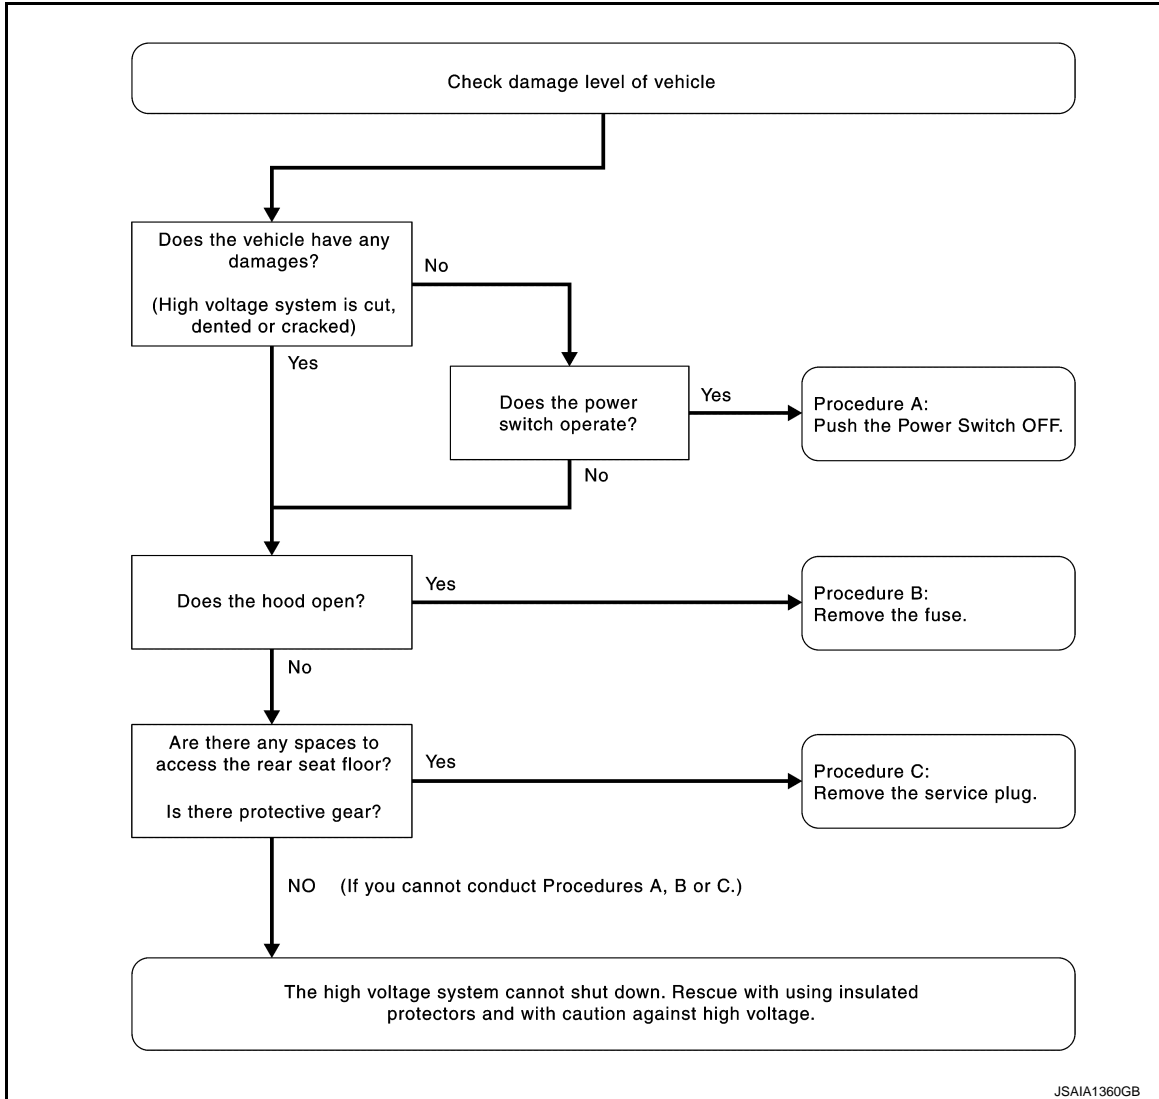 Check damage level of vehicle
Does the vehicle have any
damages?
(High voltage system is cut,
dented or cracked)
No
Yes
Does the power
switch operate?
Yes
Procedure A:
Push the Power Switch OFF.
No
Does the hood open?
Yes
Procedure B:
Remove the fuse.
No
Are there any spaces to
access the rear seat floor?
Is there protective gear?
Yes
Procedure C:
Remove the service plug.
NO (If you cannot conduct Procedures A, B or C.)
The high voltage system cannot shut down. Rescue with using insulated
protectors and with caution against high voltage.
JSAIA1360GB